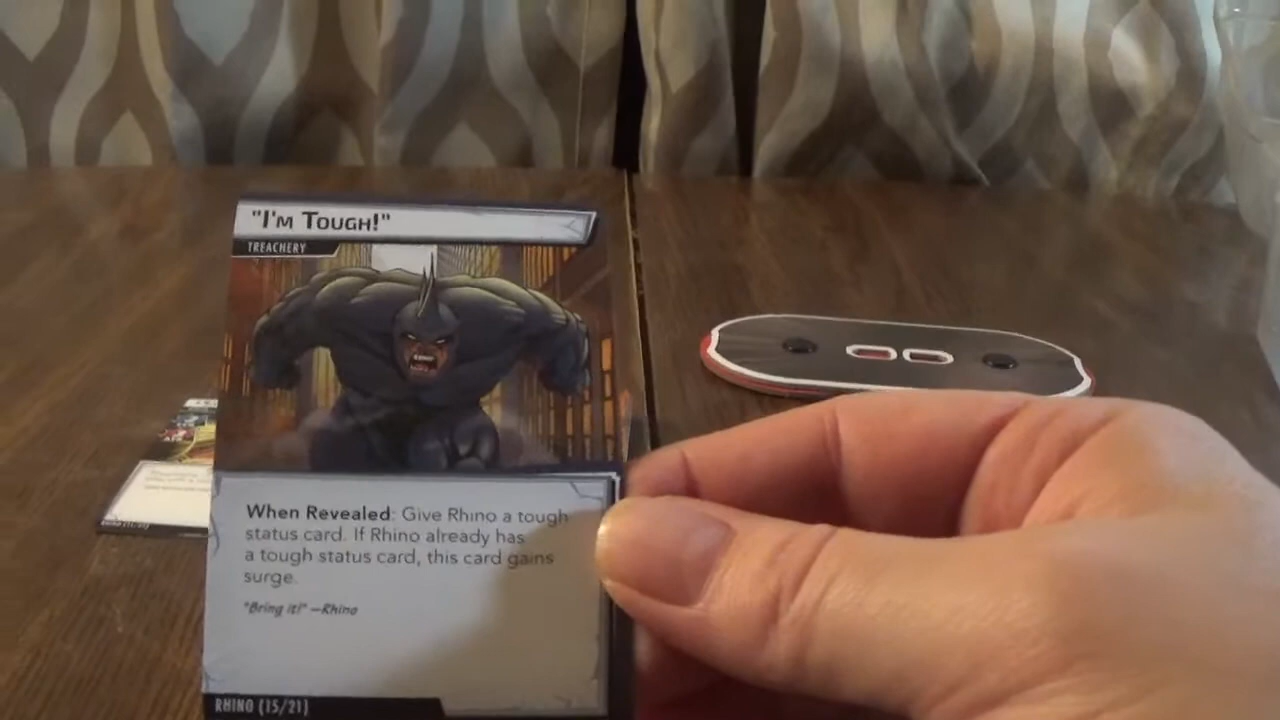 "I'm Tough!"
TREACHERY
When Revealed: Give Rhino a tough
status card. If Rhino already has
a tough status card, this card gains
surge.
"Bring it!" —Rhino
RHINO (15/21)